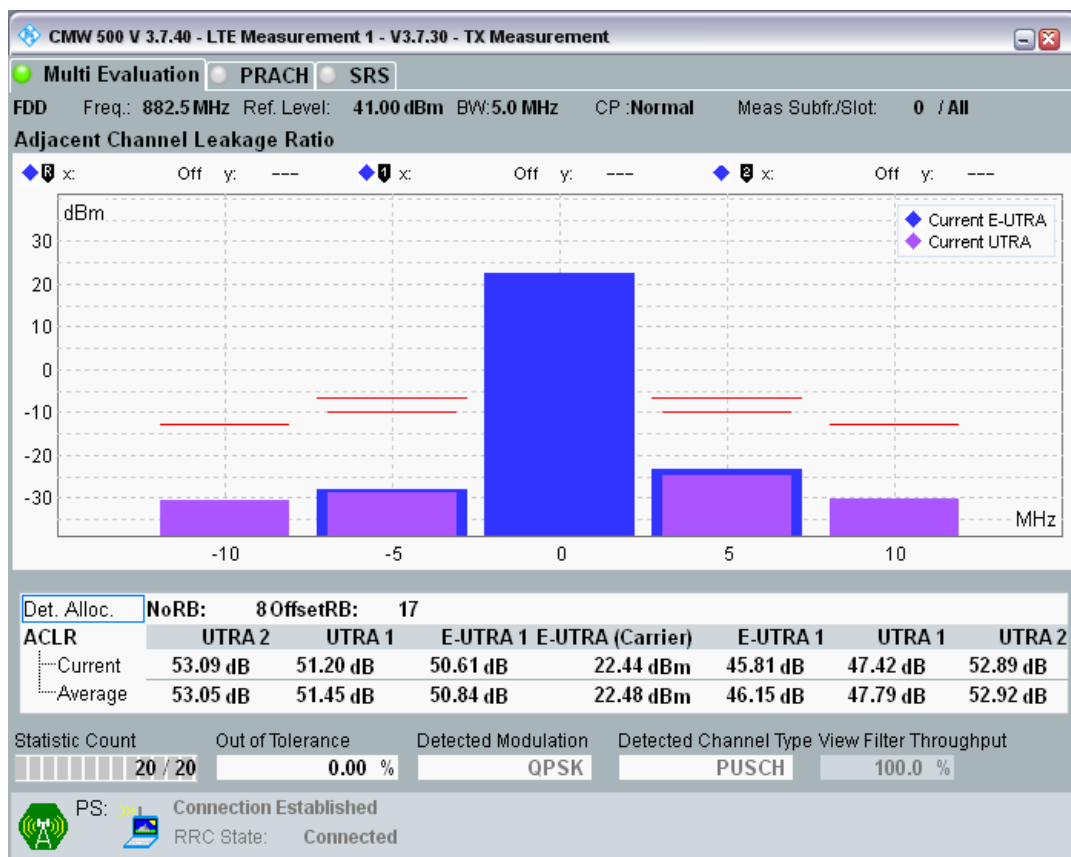 CMW 500 V 3.7.40 - LTE Measurement 1 - V3.7.30 - TX Measurement
Multi Evaluation PRACH SRS
FDD Freq.: 882.5 MHz Ref. Level: 41.00 dBm BW:5.0 MHz CP :Normal Meas Subfr./Slot: 0 / All
Adjacent Channel Leakage Ratio
R x: Off y: --- 1 x: Off y: --- 2 x: Off y: ---
dBm
Current E-UTRA
Current UTRA
30
20
10
0
-10
-20
-30
MHz
-10 -5 0 5 10
Det. Alloc. NoRB: 8 OffsetRB: 17
ACLR UTRA 2 UTRA 1 E-UTRA 1 E-UTRA (Carrier) E-UTRA 1 UTRA 1 UTRA 2
Current 53.09 dB 51.20 dB 50.61 dB 22.44 dBm 45.81 dB 47.42 dB 52.89 dB
Average 53.05 dB 51.45 dB 50.84 dB 22.48 dBm 46.15 dB 47.79 dB 52.92 dB
Statistic Count Out of Tolerance Detected Modulation Detected Channel Type View Filter Throughput
20 / 20 0.00 % QPSK PUSCH 100.0 %
PS: Connection Established
RRC State: Connected